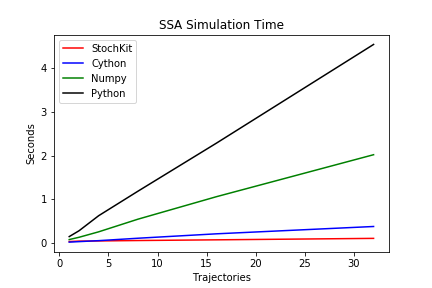 SSA Simulation Time
StochKit
Cython
Numpy
Python
Seconds
4
3
2
1
0
0 5 10 15 20 25 30
Trajectories